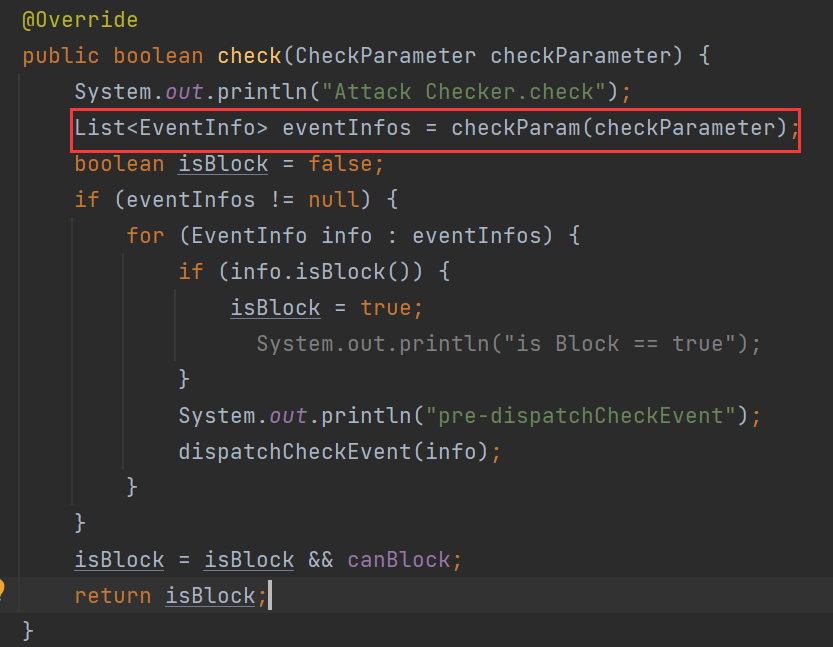 @Override
public boolean check(CheckParameter checkParameter) {
    System.out.println("Attack Checker.check");
    List<EventInfo> eventInfos = checkParam(checkParameter);
    boolean isBlock = false;
    if (eventInfos != null) {
        for (EventInfo info : eventInfos) {
            if (info.isBlock()) {
                isBlock = true;
                  System.out.println("is Block == true");
            }
            System.out.println("pre-dispatchCheckEvent");
            dispatchCheckEvent(info);
        }
    }
    isBlock = isBlock && canBlock;
    return isBlock;
}